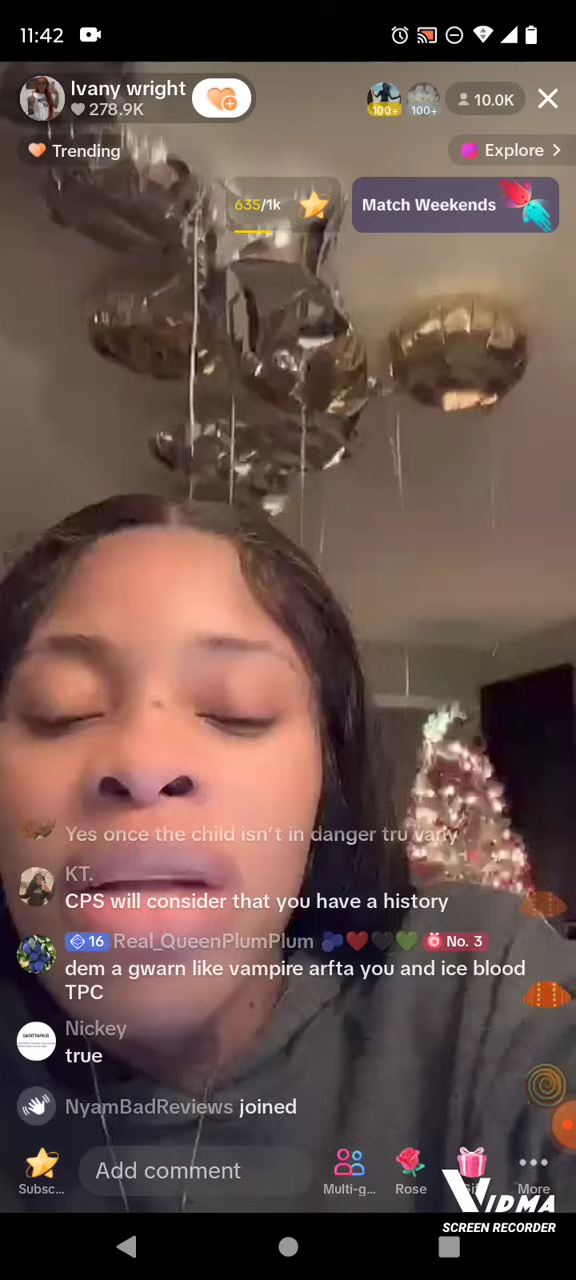 11:42
Ivany wright
278.9K
100+
100+
10.0K
Trending
Explore
635/1k
Match Weekends
Yes once the child isn't in danger tru vary
KT.
CPS will consider that you have a history
16 Real_QueenPlumPlum No. 3
dem a gwarn like vampire arfta you and ice blood
TPC
SAGITTARIUS
Nickey
true
NyamBadReviews joined
Add comment
Subsc...
Multi-g...
Rose
More
VIDMA
SCREEN RECORDER